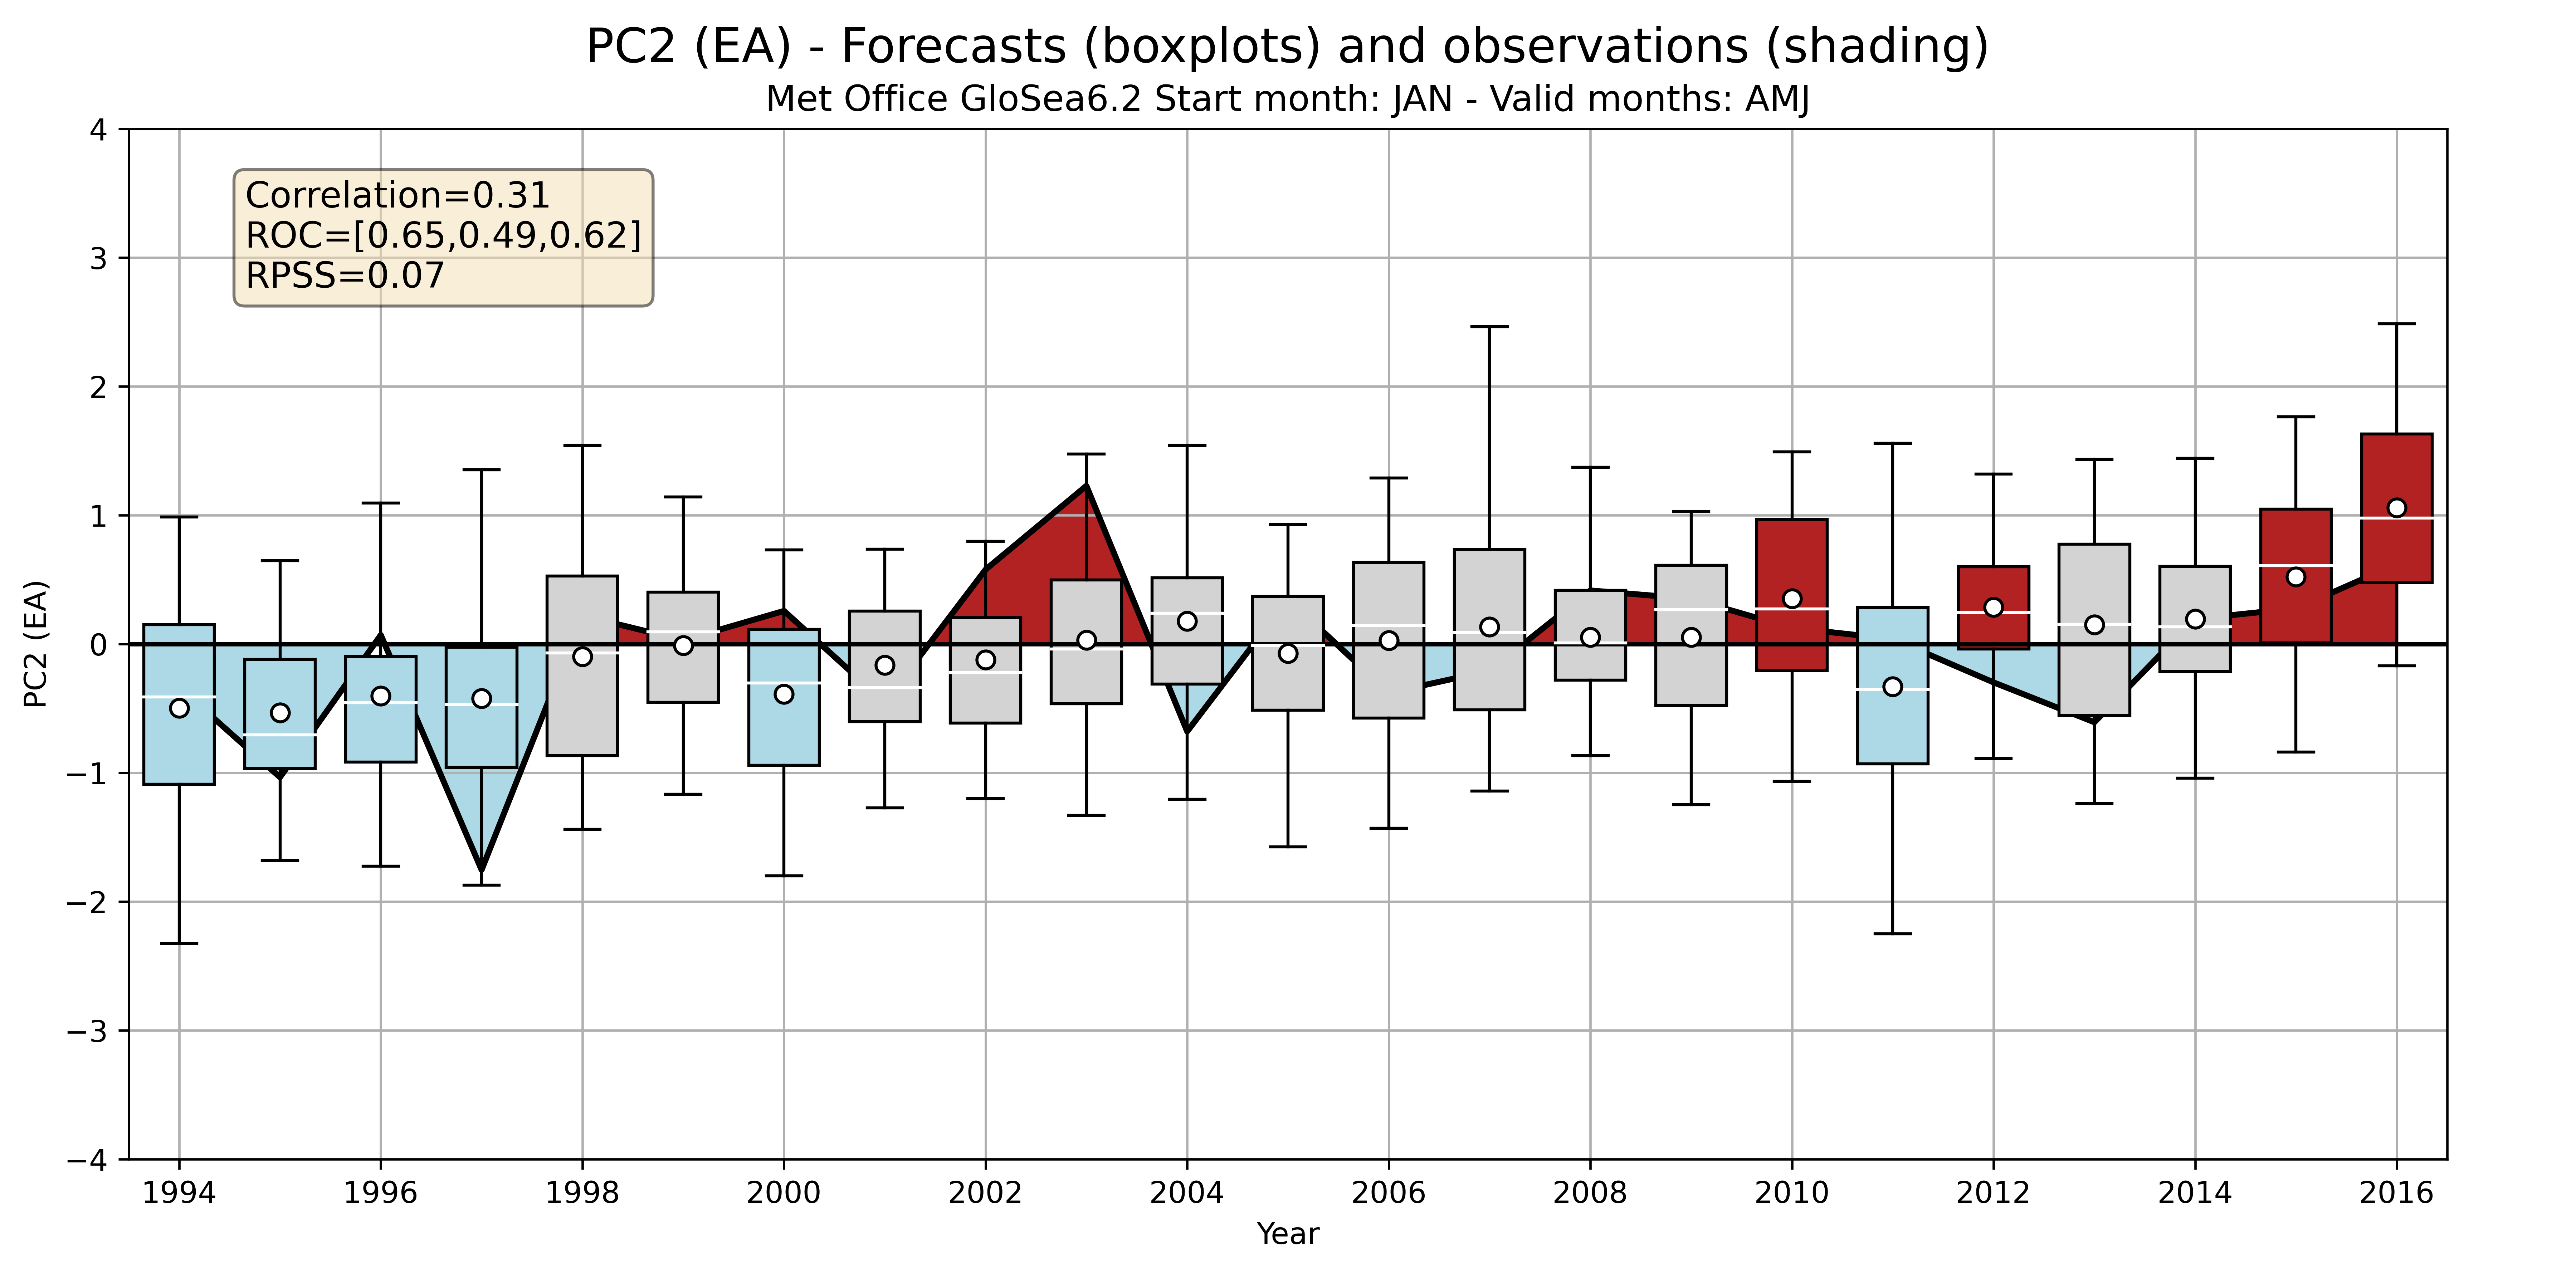 PC2 (EA) - Forecasts (boxplots) and observations (shading)
Met Office GloSea6.2 Start month: JAN - Valid months: AMJ
Correlation=0.31
ROC=[0.65,0.49,0.62]
RPSS=0.07
PC2 (EA)
4
3
2
1
0
−1
−2
−3
−4
1994 1996 1998 2000 2002 2004 2006 2008 2010 2012 2014 2016
Year